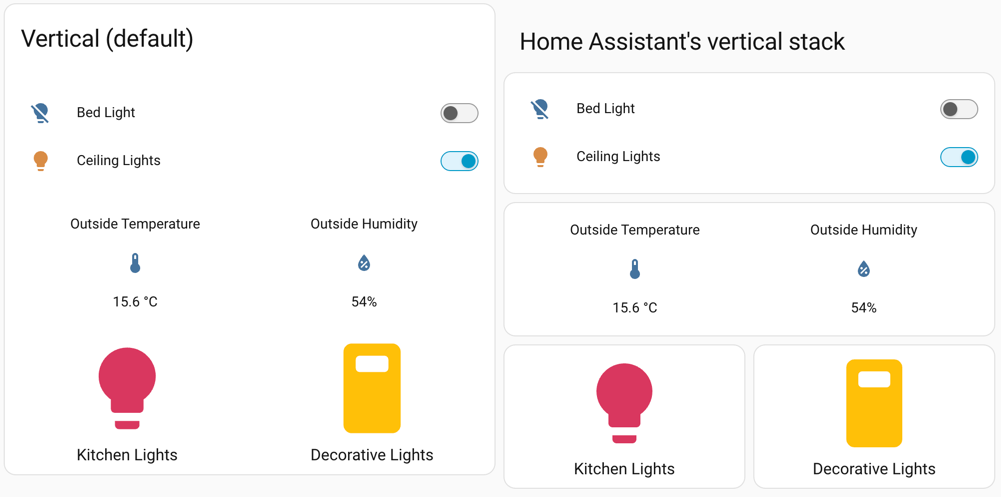 Vertical (default)
Bed Light
Ceiling Lights
Outside Temperature Outside Humidity
15.6 °C 54%
Kitchen Lights Decorative Lights
Home Assistant's vertical stack
Bed Light
Ceiling Lights
Outside Temperature Outside Humidity
15.6 °C 54%
Kitchen Lights Decorative Lights